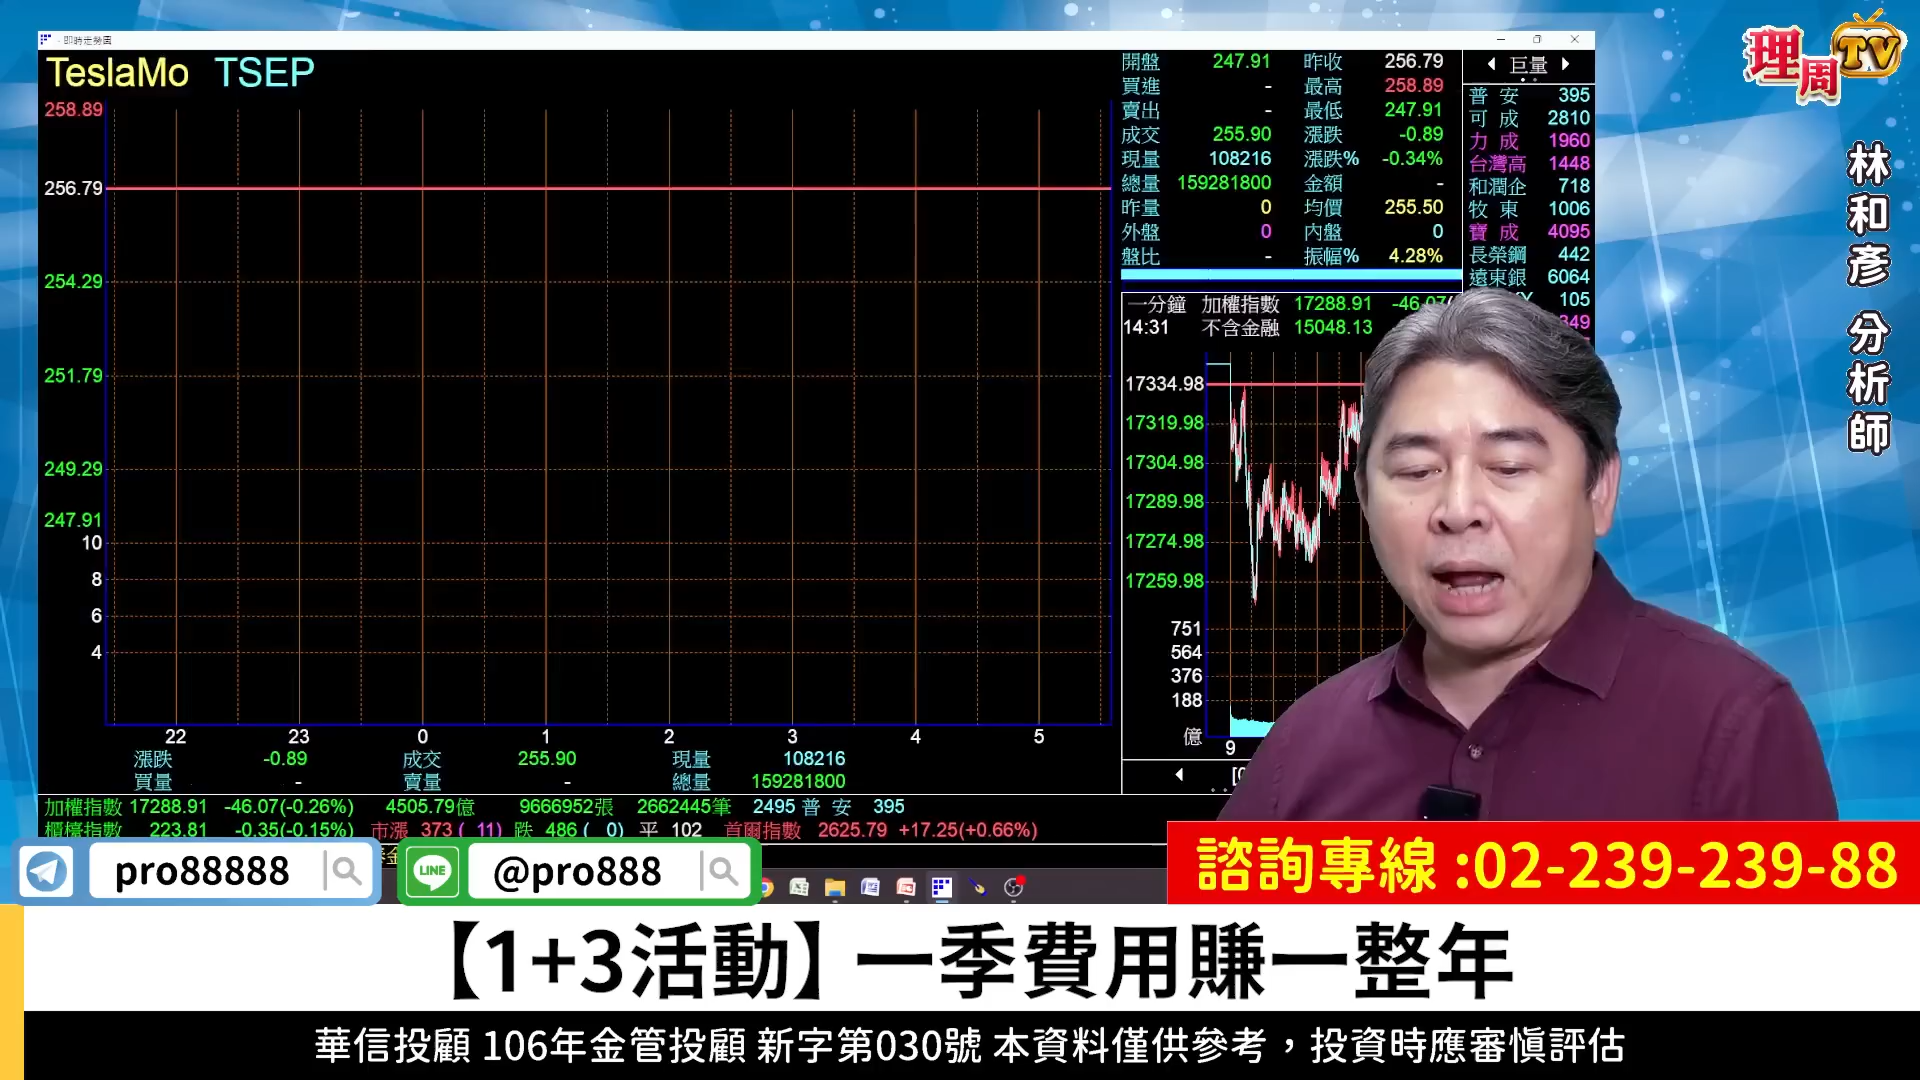 即時走勢圖
理周TV
林和彥 分析師
TeslaMo TSEP
258.89
256.79
254.29
251.79
249.29
247.91
10
8
6
4
22 23 0 1 2 3 4 5
漲跌 -0.89 成交 255.90 現量 108216
買量 - 賣量 - 總量 159281800
開盤 247.91 昨收 256.79
買進 - 最高 258.89
賣出 - 最低 247.91
成交 255.90 漲跌 -0.89
現量 108216 漲跌% -0.34%
總量 159281800 金額 -
昨量 0 均價 255.50
外盤 0 內盤 0
盤比 - 振幅% 4.28%
巨量
普安 395
可成 2810
力成 1960
台灣高 1448
和潤企 718
牧東 1006
寶成 4095
長榮鋼 442
遠東銀 6064
105
349
一分鐘 加權指數 17288.91 -46.07
14:31 不含金融 15048.13
17334.98
17319.98
17304.98
17289.98
17274.98
17259.98
751
564
376
188
億
9
加權指數 17288.91 -46.07(-0.26%) 4505.79億 9666952張 2662445筆 2495 普安 395
櫃檯指數 223.81 -0.35(-0.15%) 市漲 373( 11) 跌 486( 0) 平 102 首爾指數 2625.79 +17.25(+0.66%)
pro88888
LINE @pro888
諮詢專線:02-239-239-88
【1+3活動】一季費用賺一整年
華信投顧 106年金管投顧 新字第030號 本資料僅供參考，投資時應審慎評估